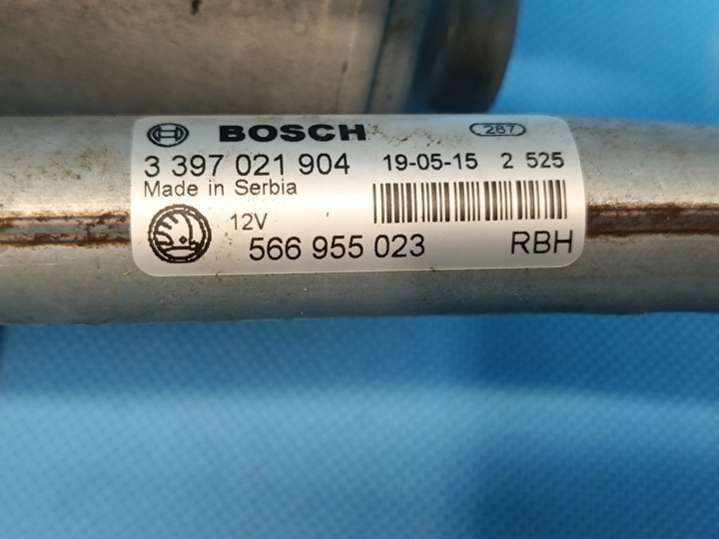 BOSCH 287
3 397 021 904 19-05-15 2 525
Made in Serbia
12V
566 955 023 RBH